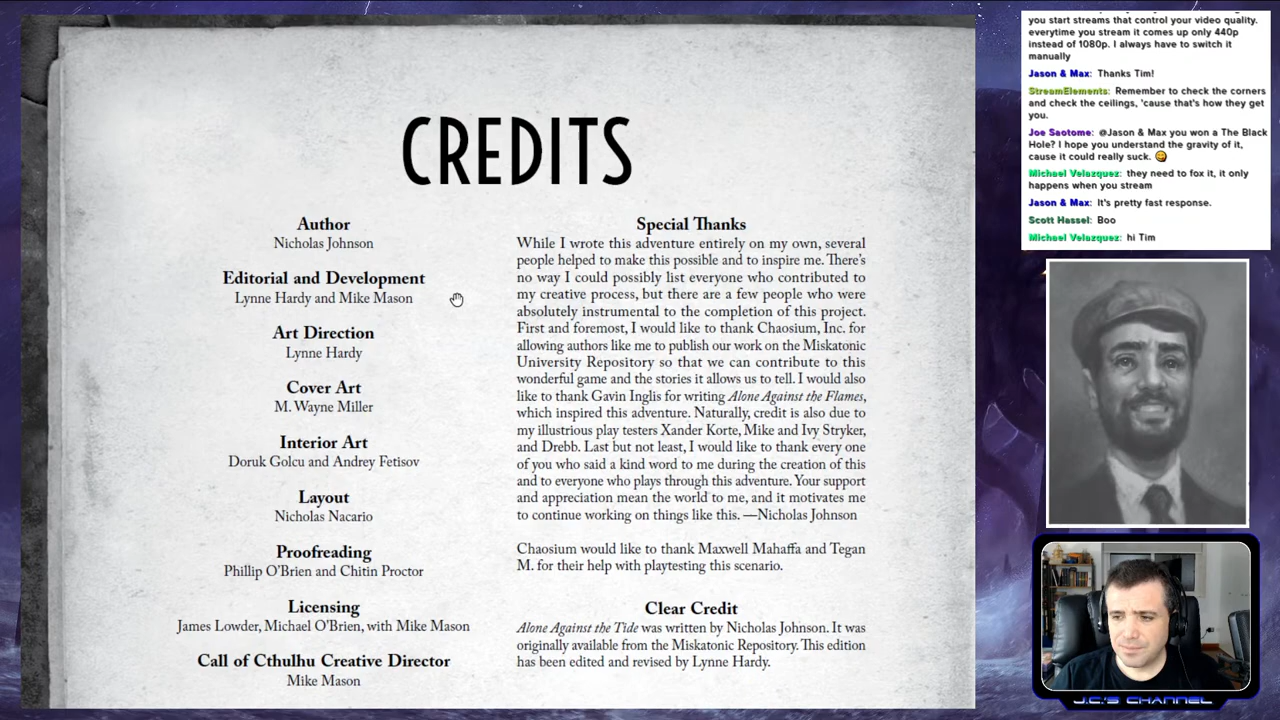 CREDITS
Author
Nicholas Johnson
Editorial and Development
Lynne Hardy and Mike Mason
Art Direction
Lynne Hardy
Cover Art
M. Wayne Miller
Interior Art
Doruk Golcu and Andrey Fetisov
Layout
Nicholas Nacario
Proofreading
Phillip O'Brien and Chitin Proctor
Licensing
James Lowder, Michael O'Brien, with Mike Mason
Call of Cthulhu Creative Director
Mike Mason
Special Thanks
While I wrote this adventure entirely on my own, several
people helped to make this possible and to inspire me. There's
no way I could possibly list everyone who contributed to
my creative process, but there are a few people who were
absolutely instrumental to the completion of this project.
First and foremost, I would like to thank Chaosium, Inc. for
allowing authors like me to publish our work on the Miskatonic
University Repository so that we can contribute to this
wonderful game and the stories it allows us to tell. I would also
like to thank Gavin Inglis for writing Alone Against the Flames,
which inspired this adventure. Naturally, credit is also due to
my illustrious play testers Xander Korte, Mike and Ivy Stryker,
and Drebb. Last but not least, I would like to thank every one
of you who said a kind word to me during the creation of this
and to everyone who plays through this adventure. Your support
and appreciation mean the world to me, and it motivates me
to continue working on things like this. —Nicholas Johnson
Chaosium would like to thank Maxwell Mahaffa and Tegan
M. for their help with playtesting this scenario.
Clear Credit
Alone Against the Tide was written by Nicholas Johnson. It was
originally available from the Miskatonic Repository. This edition
has been edited and revised by Lynne Hardy.
you start streams that control your video quality.
everytime you stream it comes up only 440p
instead of 1080p. I always have to switch it
manually
Jason & Max: Thanks Tim!
StreamElements: Remember to check the corners
and check the ceilings, 'cause that's how they get
you.
Joe Saotome: @Jason & Max you won a The Black
Hole? I hope you understand the gravity of it,
cause it could really suck. 😋
Michael Velazquez: they need to fox it, it only
happens when you stream
Jason & Max: It's pretty fast response.
Scott Hassel: Boo
Michael Velazquez: hi Tim
J.C.'S CHANNEL